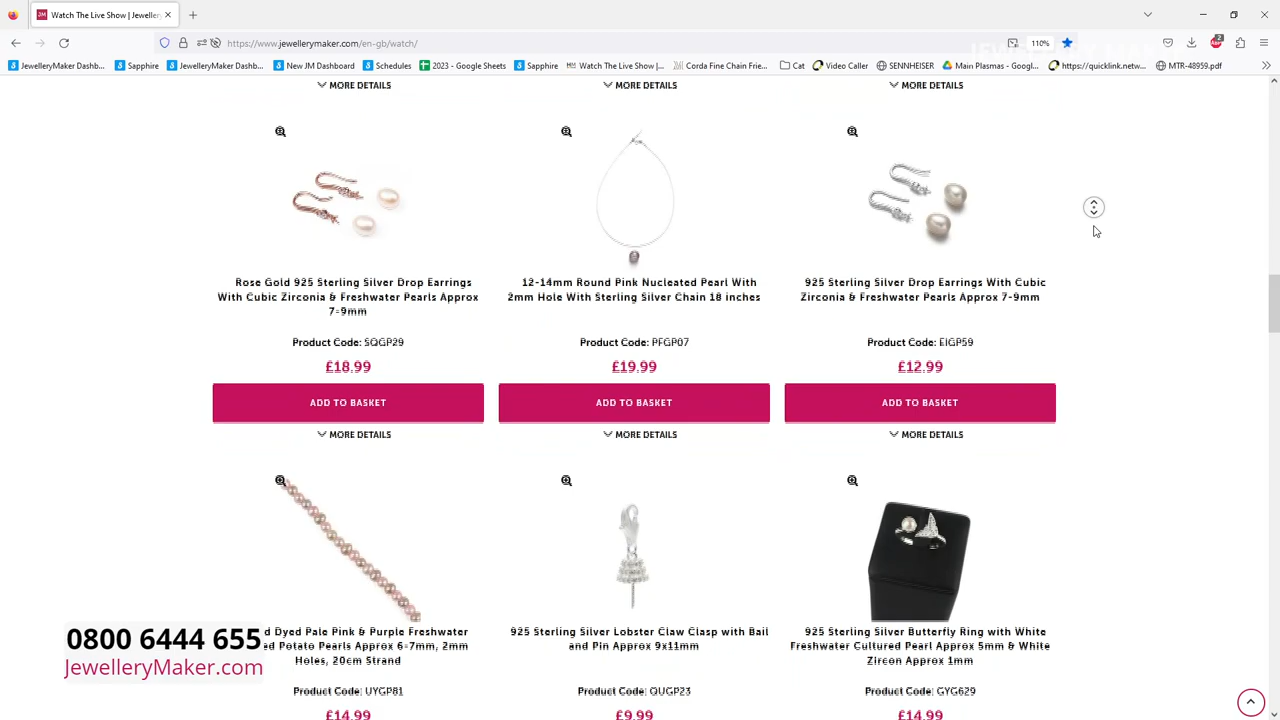 Watch The Live Show | Jeweller
https://www.jewellerymaker.com/en-gb/watch/
110%
JewelleryMaker Dashb...
Sapphire
JewelleryMaker Dashb...
New JM Dashboard
Schedules
2023 - Google Sheets
Sapphire
Watch The Live Show |...
Corda Fine Chain Frie...
Cat
Video Caller
SENNHEISER
Main Plasmas - Googl...
https://quicklink.netw...
MTR-48959.pdf
MORE DETAILS
MORE DETAILS
MORE DETAILS
Rose Gold 925 Sterling Silver Drop Earrings
With Cubic Zirconia & Freshwater Pearls Approx
7-9mm
Product Code: SQGP29
£18.99
ADD TO BASKET
MORE DETAILS
12-14mm Round Pink Nucleated Pearl With
2mm Hole With Sterling Silver Chain 18 inches
Product Code: PFGP07
£19.99
ADD TO BASKET
MORE DETAILS
925 Sterling Silver Drop Earrings With Cubic
Zirconia & Freshwater Pearls Approx 7-9mm
Product Code: EIGP59
£12.99
ADD TO BASKET
MORE DETAILS
d Dyed Pale Pink & Purple Freshwater
ed Potato Pearls Approx 6-7mm, 2mm
Holes, 20cm Strand
Product Code: UYGP81
£14.99
925 Sterling Silver Lobster Claw Clasp with Bail
and Pin Approx 9x11mm
Product Code: QUGP23
£9.99
925 Sterling Silver Butterfly Ring with White
Freshwater Cultured Pearl Approx 5mm & White
Zircon Approx 1mm
Product Code: GYG629
£14.99
0800 6444 655
JewelleryMaker.com